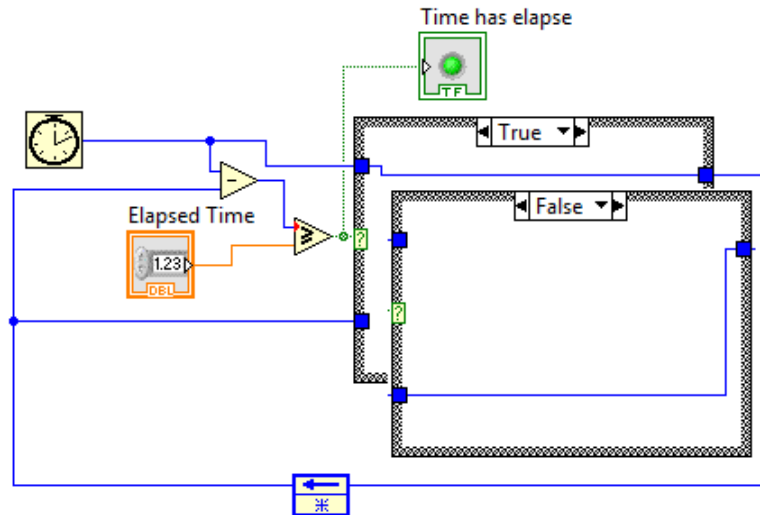 Time has elapse
TF
True
False
Elapsed Time
1.23
DBL
?
?